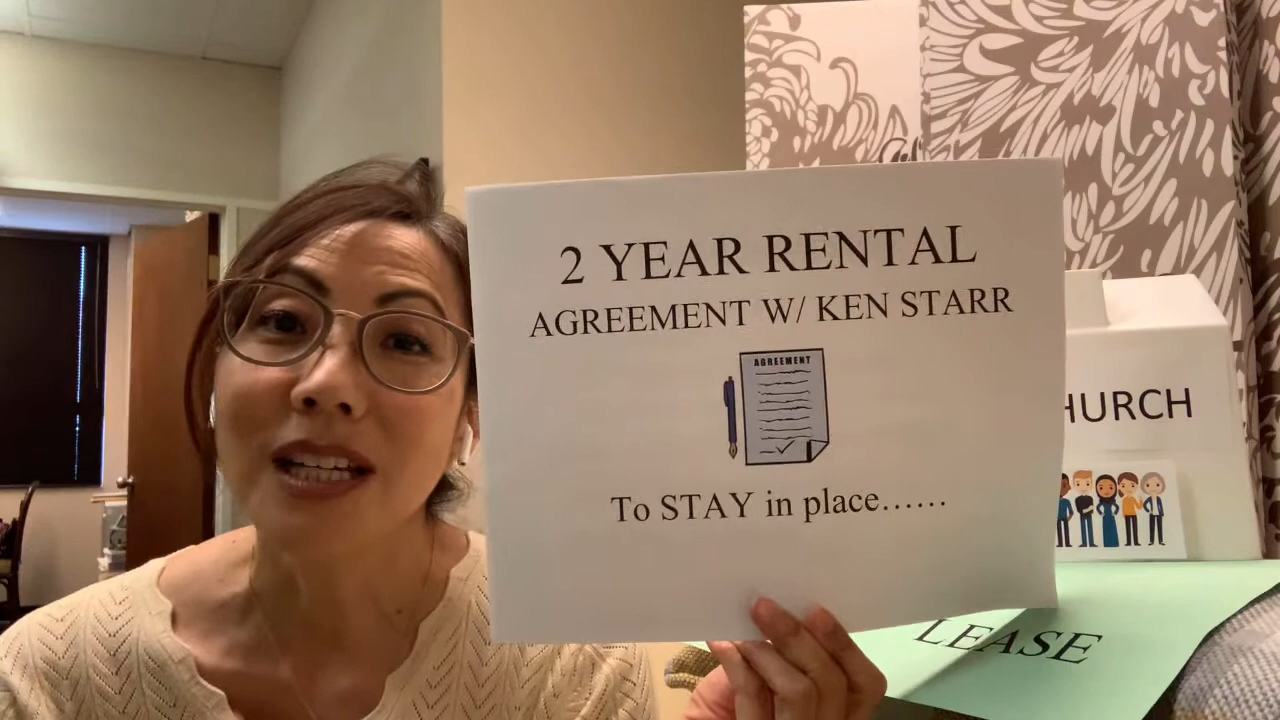 2 YEAR RENTAL
AGREEMENT W/ KEN STARR
AGREEMENT
To STAY in place......
HURCH
LEASE